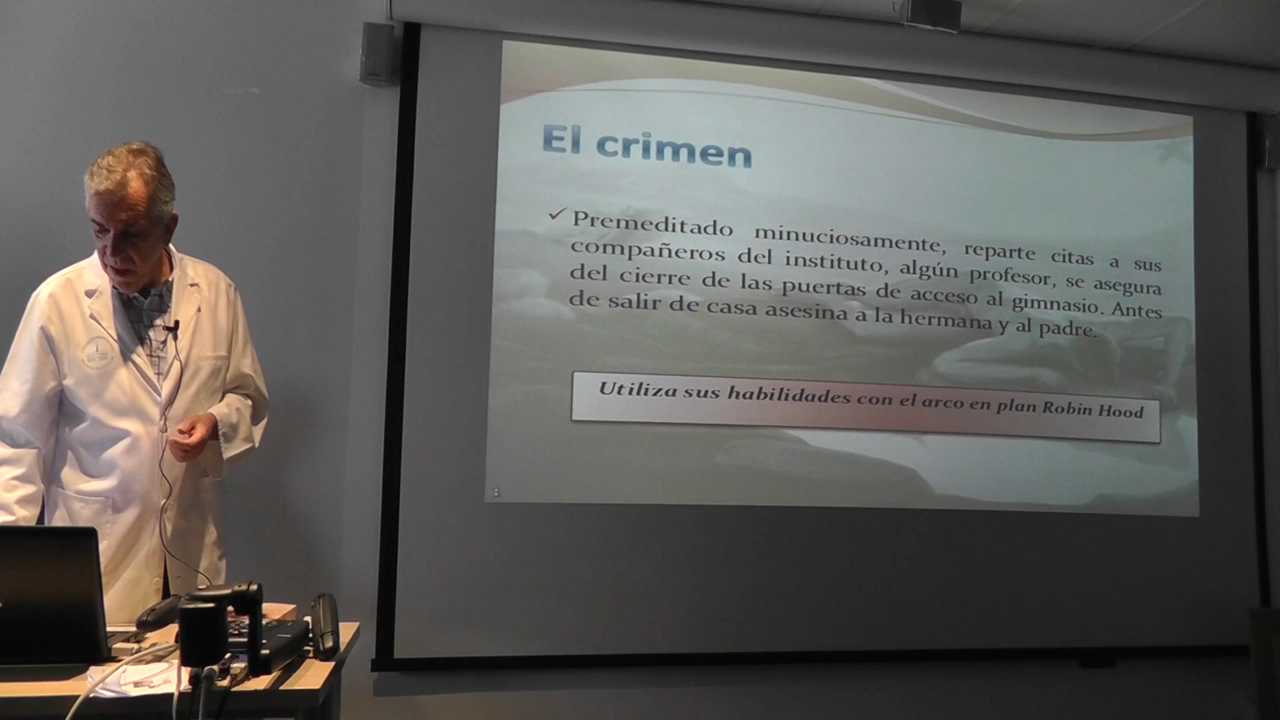 El crimen
✓ Premeditado minuciosamente, reparte citas a sus
compañeros del instituto, algún profesor, se asegura
del cierre de las puertas de acceso al gimnasio. Antes
de salir de casa asesina a la hermana y al padre.
Utiliza sus habilidades con el arco en plan Robin Hood